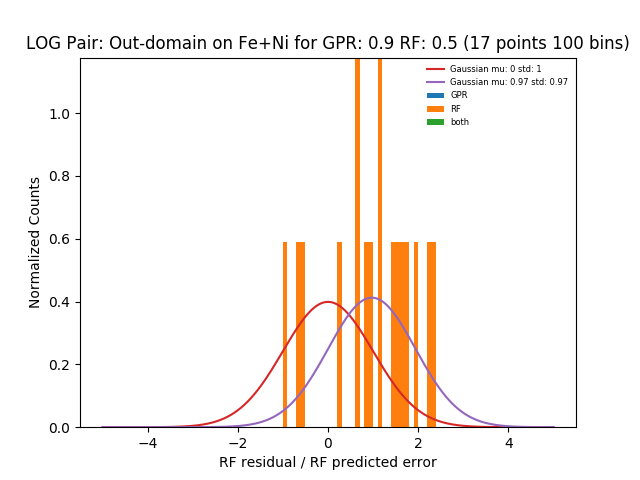 LOG Pair: Out-domain on Fe+Ni for GPR: 0.9 RF: 0.5 (17 points 100 bins)
Gaussian mu: 0 std: 1
Gaussian mu: 0.97 std: 0.97
GPR
RF
both
Normalized Counts
1.0
0.8
0.6
0.4
0.2
0.0
−4 −2 0 2 4
RF residual / RF predicted error